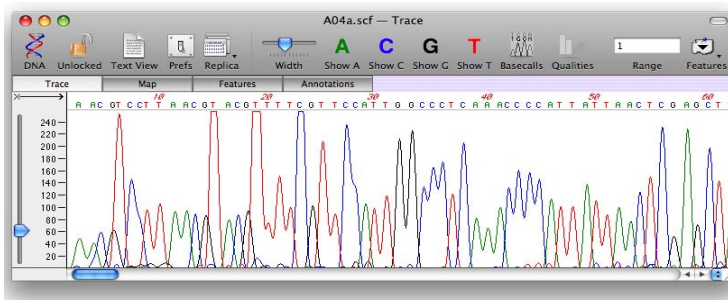 A04a.scf — Trace
A C G T
DNA Unlocked Text View Prefs Replica Width Show A Show C Show G Show T Basecalls Qualities 1 Range Features
Trace Map Features Annotations
10 20 30 40 50 60
A ACGTCCTTAACGTACGTTTTCGTTCCATTGGCCCTCAAACCCCATTATTAACTCGAGCT
240
220
200
180
160
140
120
100
80
60
40
20